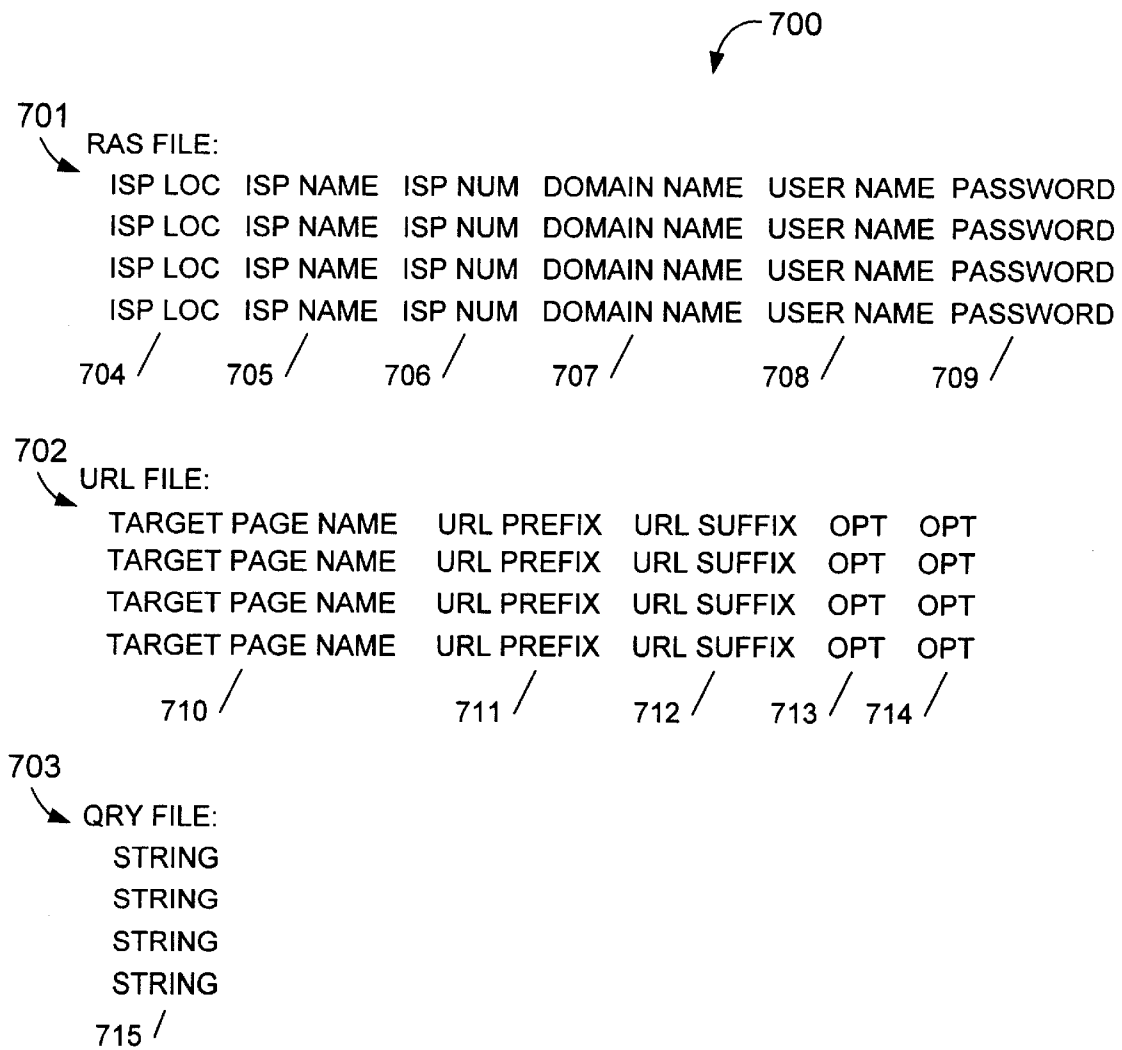 700
701
RAS FILE:
ISP LOC ISP NAME ISP NUM DOMAIN NAME USER NAME PASSWORD
ISP LOC ISP NAME ISP NUM DOMAIN NAME USER NAME PASSWORD
ISP LOC ISP NAME ISP NUM DOMAIN NAME USER NAME PASSWORD
ISP LOC ISP NAME ISP NUM DOMAIN NAME USER NAME PASSWORD
704 705 706 707 708 709
702
URL FILE:
TARGET PAGE NAME URL PREFIX URL SUFFIX OPT OPT
TARGET PAGE NAME URL PREFIX URL SUFFIX OPT OPT
TARGET PAGE NAME URL PREFIX URL SUFFIX OPT OPT
TARGET PAGE NAME URL PREFIX URL SUFFIX OPT OPT
710 711 712 713 714
703
QRY FILE:
STRING
STRING
STRING
STRING
715